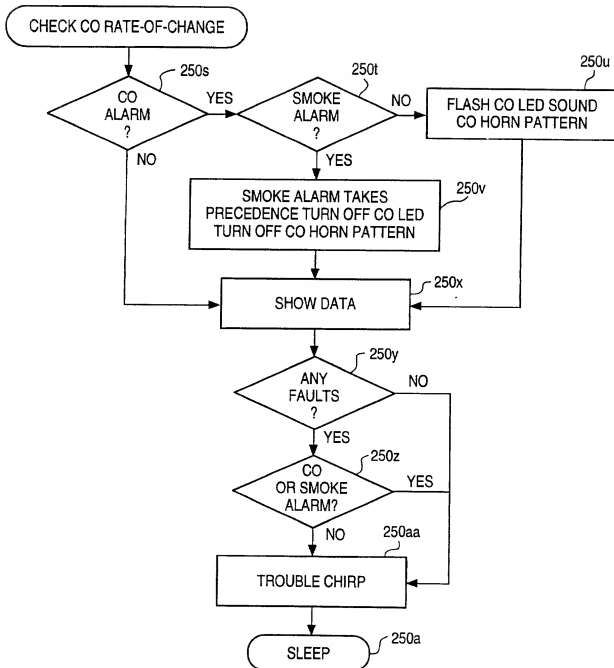 CHECK CO RATE-OF-CHANGE
250s
CO
ALARM
?
YES
NO
250t
SMOKE
ALARM
?
NO
YES
250u
FLASH CO LED SOUND
CO HORN PATTERN
250v
SMOKE ALARM TAKES
PRECEDENCE TURN OFF CO LED
TURN OFF CO HORN PATTERN
250x
SHOW DATA
250y
ANY
FAULTS
?
NO
YES
250z
CO
OR SMOKE
ALARM?
YES
NO
250aa
TROUBLE CHIRP
SLEEP
250a